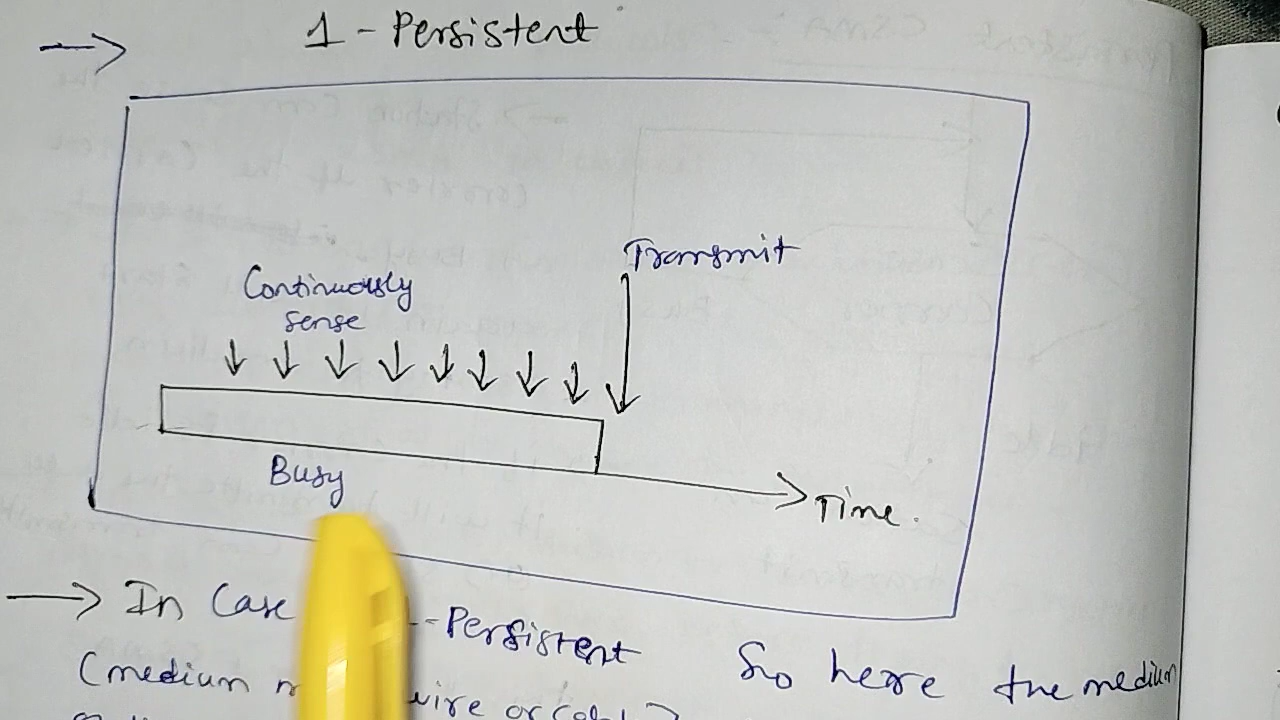 → 1 - Persistent
Transmit
Continuously
sense
Busy
Time.
→ In Case -Persistent So here the medium
(medium wire or